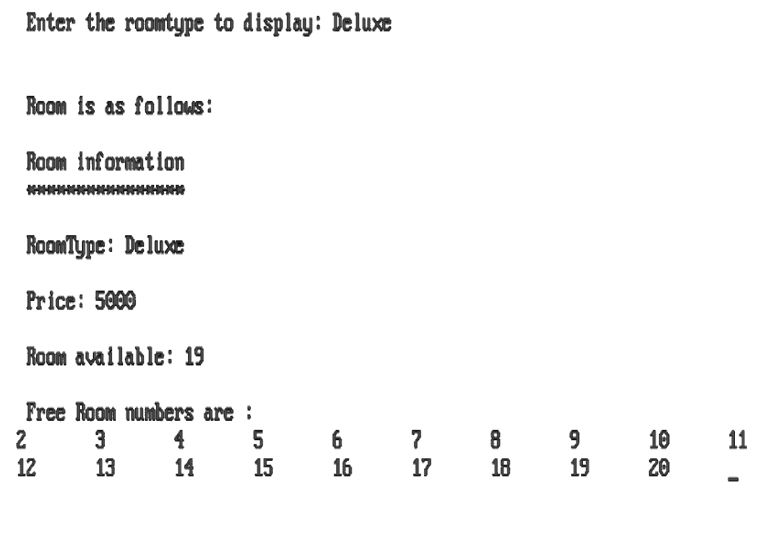 Enter the roomtype to display: Deluxe
Room is as follows:
Room information
****************
RoomType: Deluxe
Price: 5000
Room available: 19
Free Room numbers are :
2 3 4 5 6 7 8 9 10 11
12 13 14 15 16 17 18 19 20 _